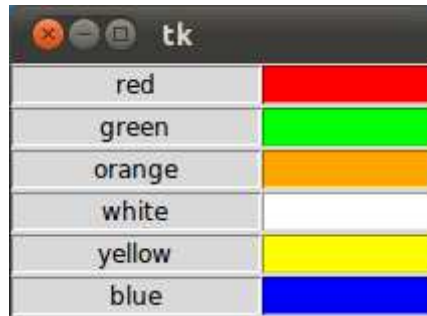 tk
red
green
orange
white
yellow
blue